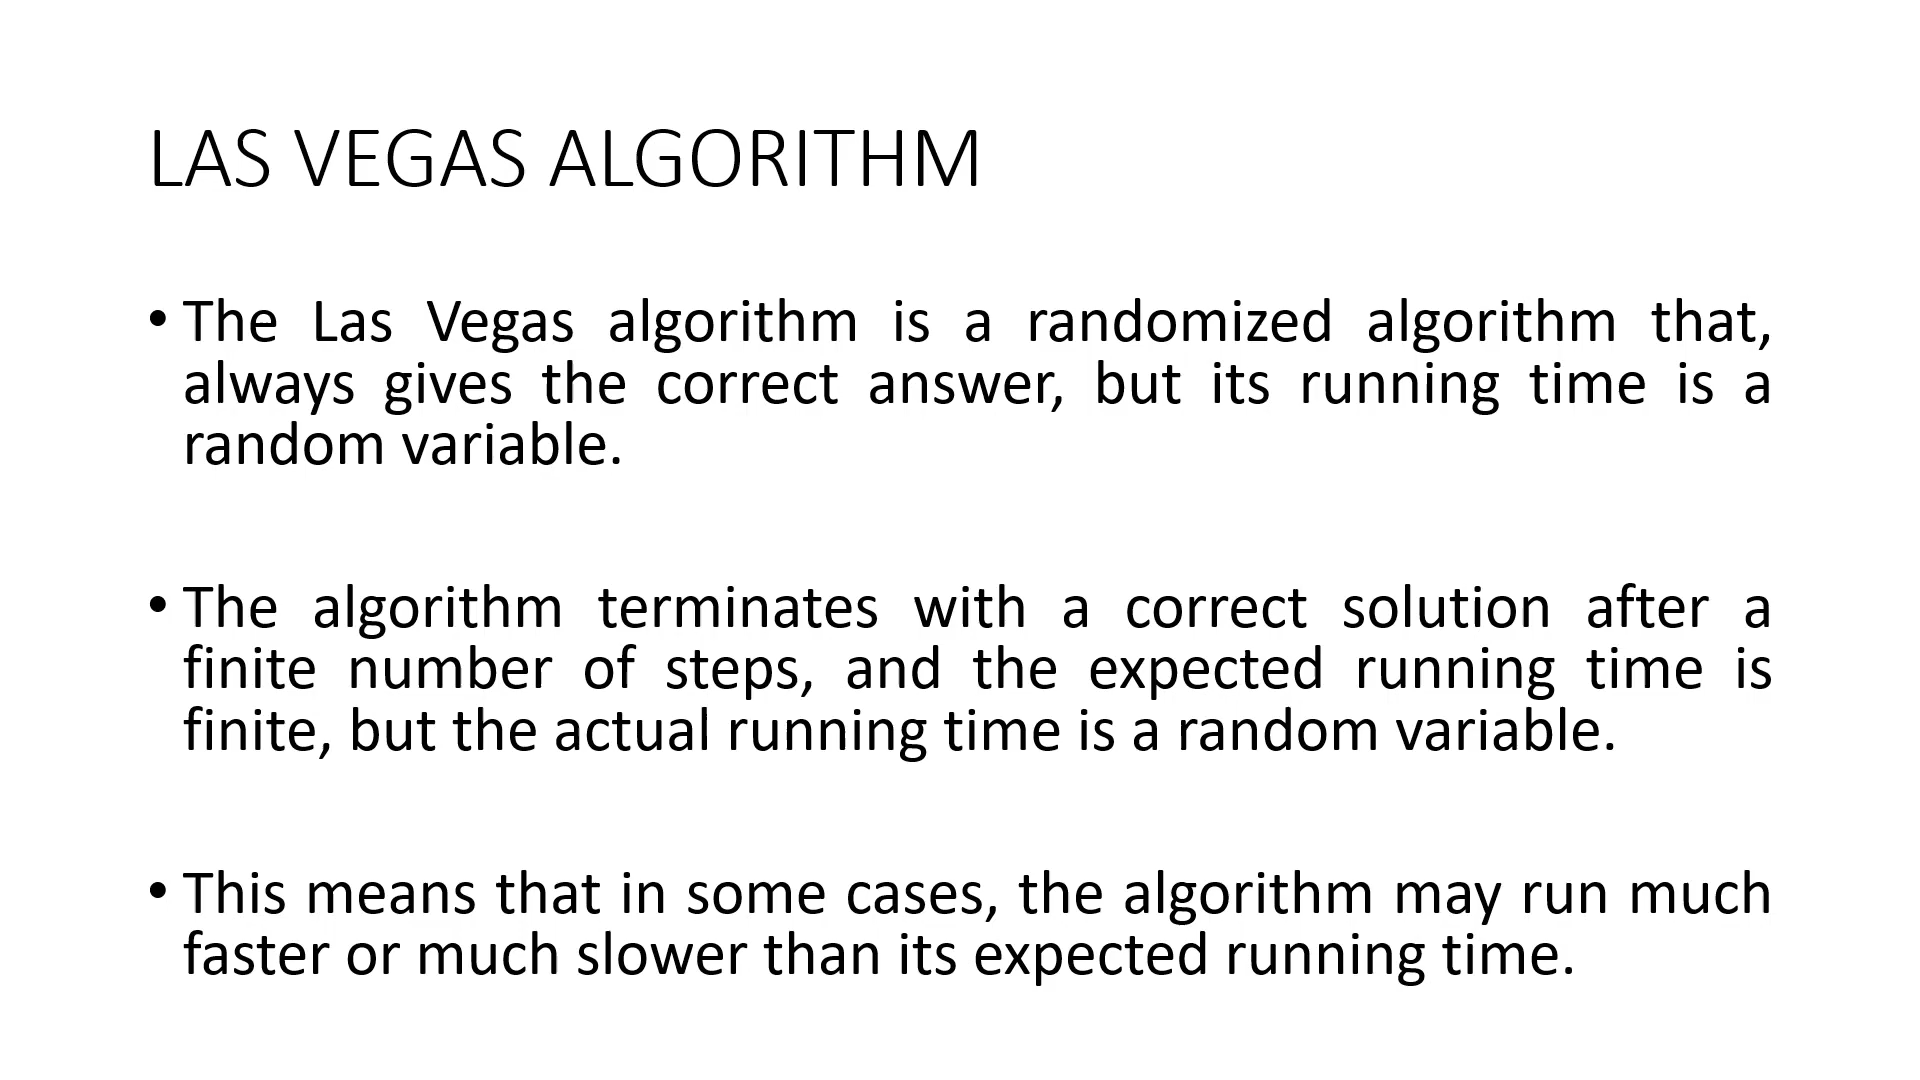 LAS VEGAS ALGORITHM
• The Las Vegas algorithm is a randomized algorithm that,
always gives the correct answer, but its running time is a
random variable.
• The algorithm terminates with a correct solution after a
finite number of steps, and the expected running time is
finite, but the actual running time is a random variable.
• This means that in some cases, the algorithm may run much
faster or much slower than its expected running time.